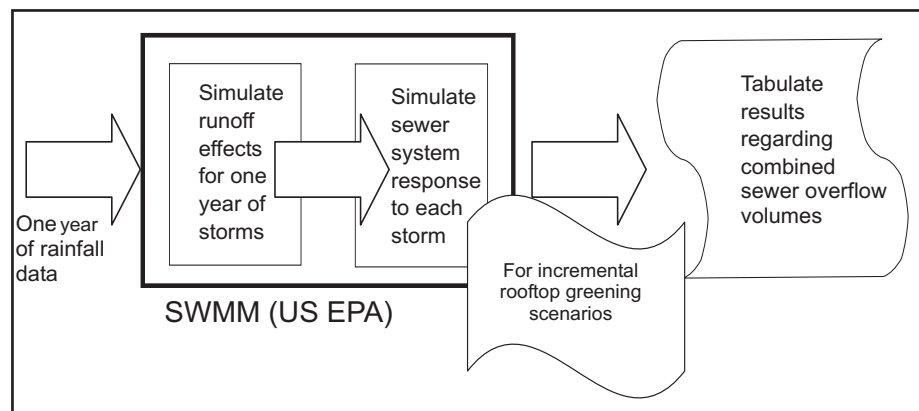 One year
of rainfall
data
Simulate
runoff
effects
for one
year of
storms
Simulate
sewer
system
response
to each
storm
SWMM (US EPA)
For incremental
rooftop greening
scenarios
Tabulate
results
regarding
combined
sewer overflow
volumes